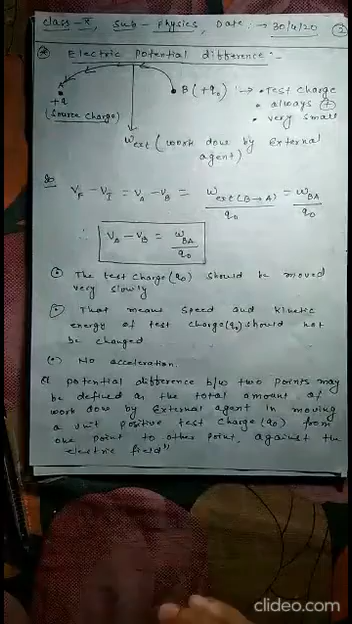 class-X, Sub-Physics, Date:→ 30/4/20 (2)
Electric Potential difference:-
A
+q
(Source Charge)
B(+q₀) :→ • Test charge
• always (+)
• very small
Wext (work done by External
agent)
So VF - VI = VA - VB = Wext(B→A)/q₀ = WBA/q₀
∴ VA - VB = WBA/q₀
The test charge (q₀) should be moved
very slowly
That means speed and kinetic
energy of test charge(q₀) should not
be changed
(•) No acceleration.
potential difference b/w two points may
be defined as the total amount of
work done by External agent in moving
a unit positive test charge (q₀) from
one point to other point, against the
electric field"
clideo.com